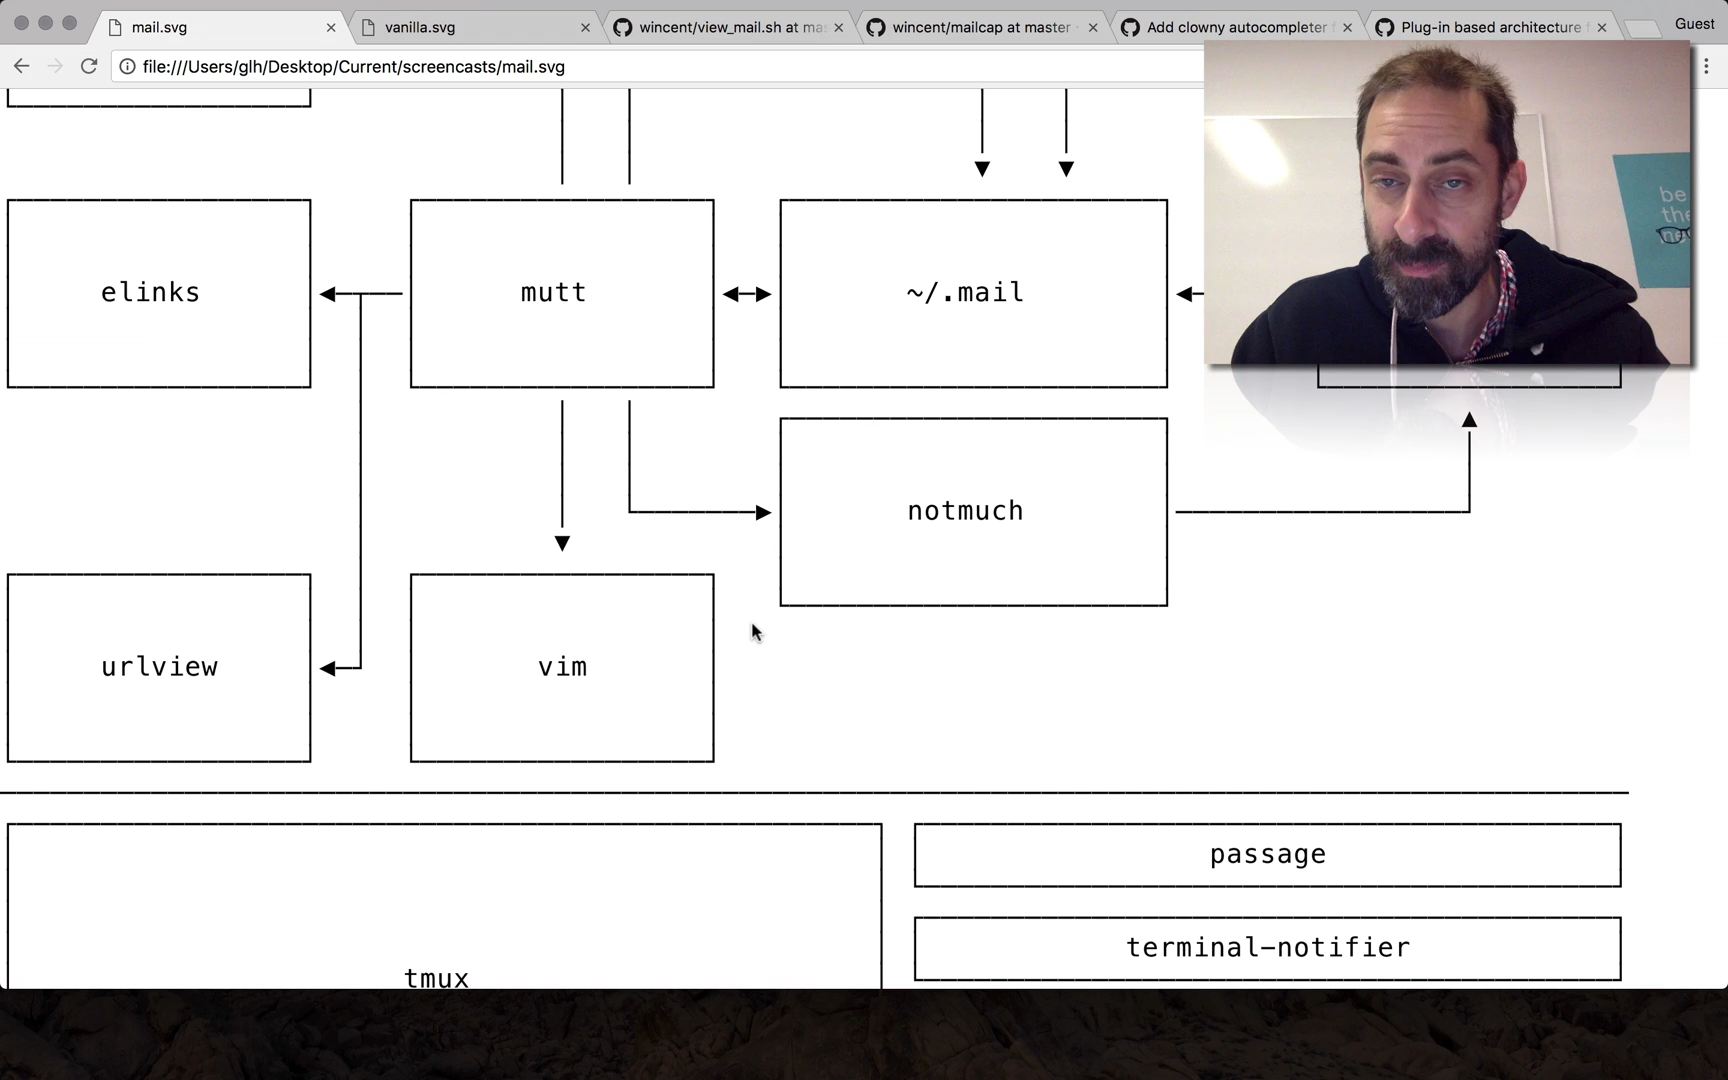 mail.svg
vanilla.svg
wincent/view_mail.sh at ma
wincent/mailcap at master
Add clowny autocompleter f
Plug-in based architecture f
Guest
file:///Users/glh/Desktop/Current/screencasts/mail.svg
be
the
elinks
mutt
~/.mail
notmuch
urlview
vim
passage
terminal-notifier
tmux